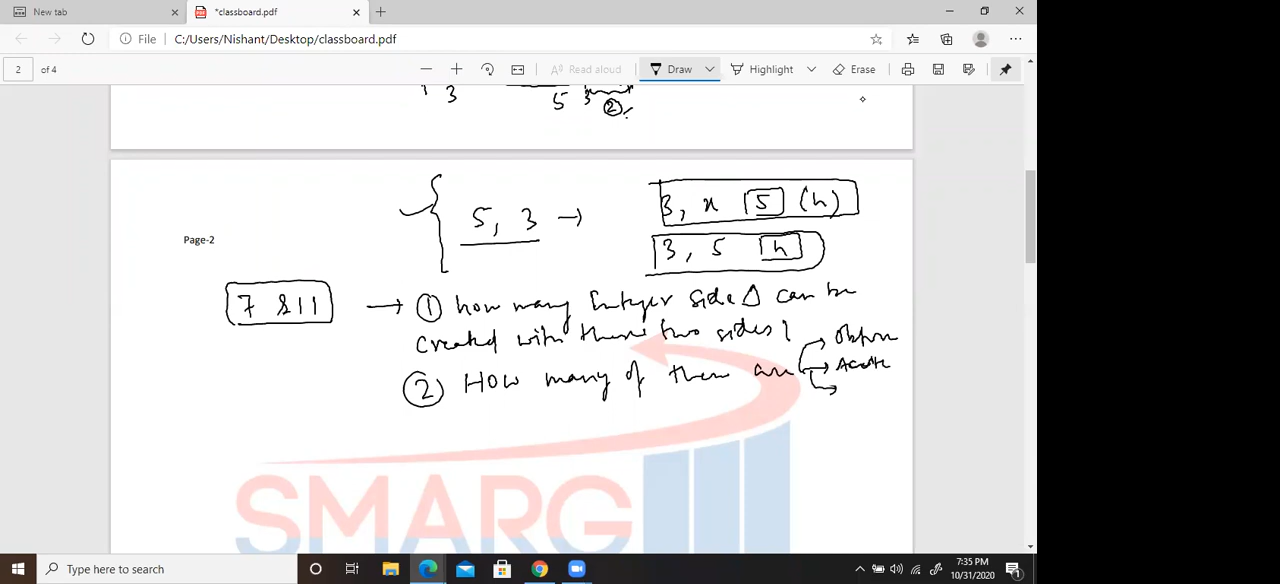 New tab
*classboard.pdf
File C:/Users/Nishant/Desktop/classboard.pdf
2 of 4
Read aloud
Draw
Highlight
Erase
1 3
5 3
②
5, 3 →
3, x 5 (h)
3, 5 h
Page-2
7 & 11 → ① how many Integer side Δ can be
created with these two sides?
② How many of them are → Obtuse
→ Acute
SMARG
Type here to search
7:35 PM
10/31/2020
1